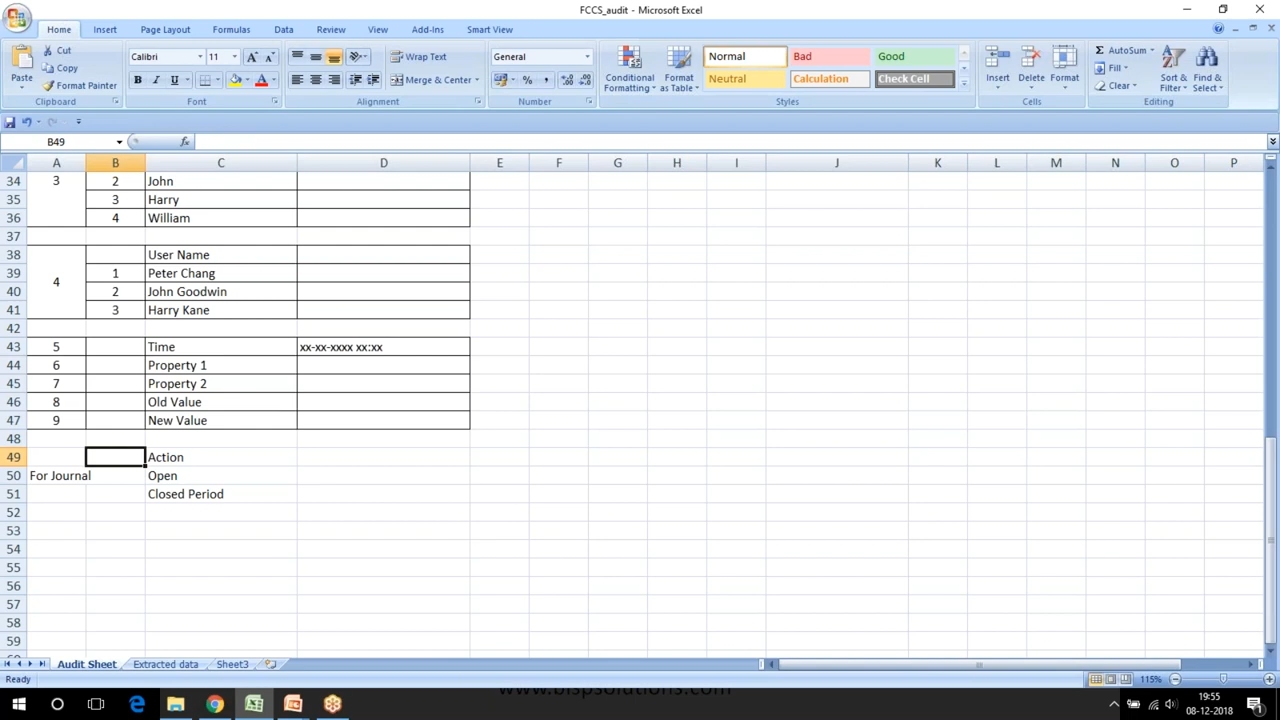 FCCS_audit - Microsoft Excel
Home Insert Page Layout Formulas Data Review View Add-Ins Smart View
Paste
Cut
Copy
Format Painter
Clipboard
Calibri 11
B I U
Font
Wrap Text
Merge & Center
Alignment
General
% ,
Number
Conditional Formatting
Format as Table
Normal Bad Good
Neutral Calculation Check Cell
Styles
Insert Delete Format
Cells
AutoSum
Fill
Clear
Sort & Filter
Find & Select
Editing
B49 fx
A B C D E F G H I J K L M N O P
34 3 2 John
35 3 Harry
36 4 William
37
38 User Name
39 1 Peter Chang
40 4 2 John Goodwin
41 3 Harry Kane
42
43 5 Time xx-xx-xxxx xx:xx
44 6 Property 1
45 7 Property 2
46 8 Old Value
47 9 New Value
48
49 Action
50 For Journal Open
51 Closed Period
52
53
54
55
56
57
58
59
Audit Sheet Extracted data Sheet3
Ready 115%
www.bispsolutions.com
19:55
08-12-2018